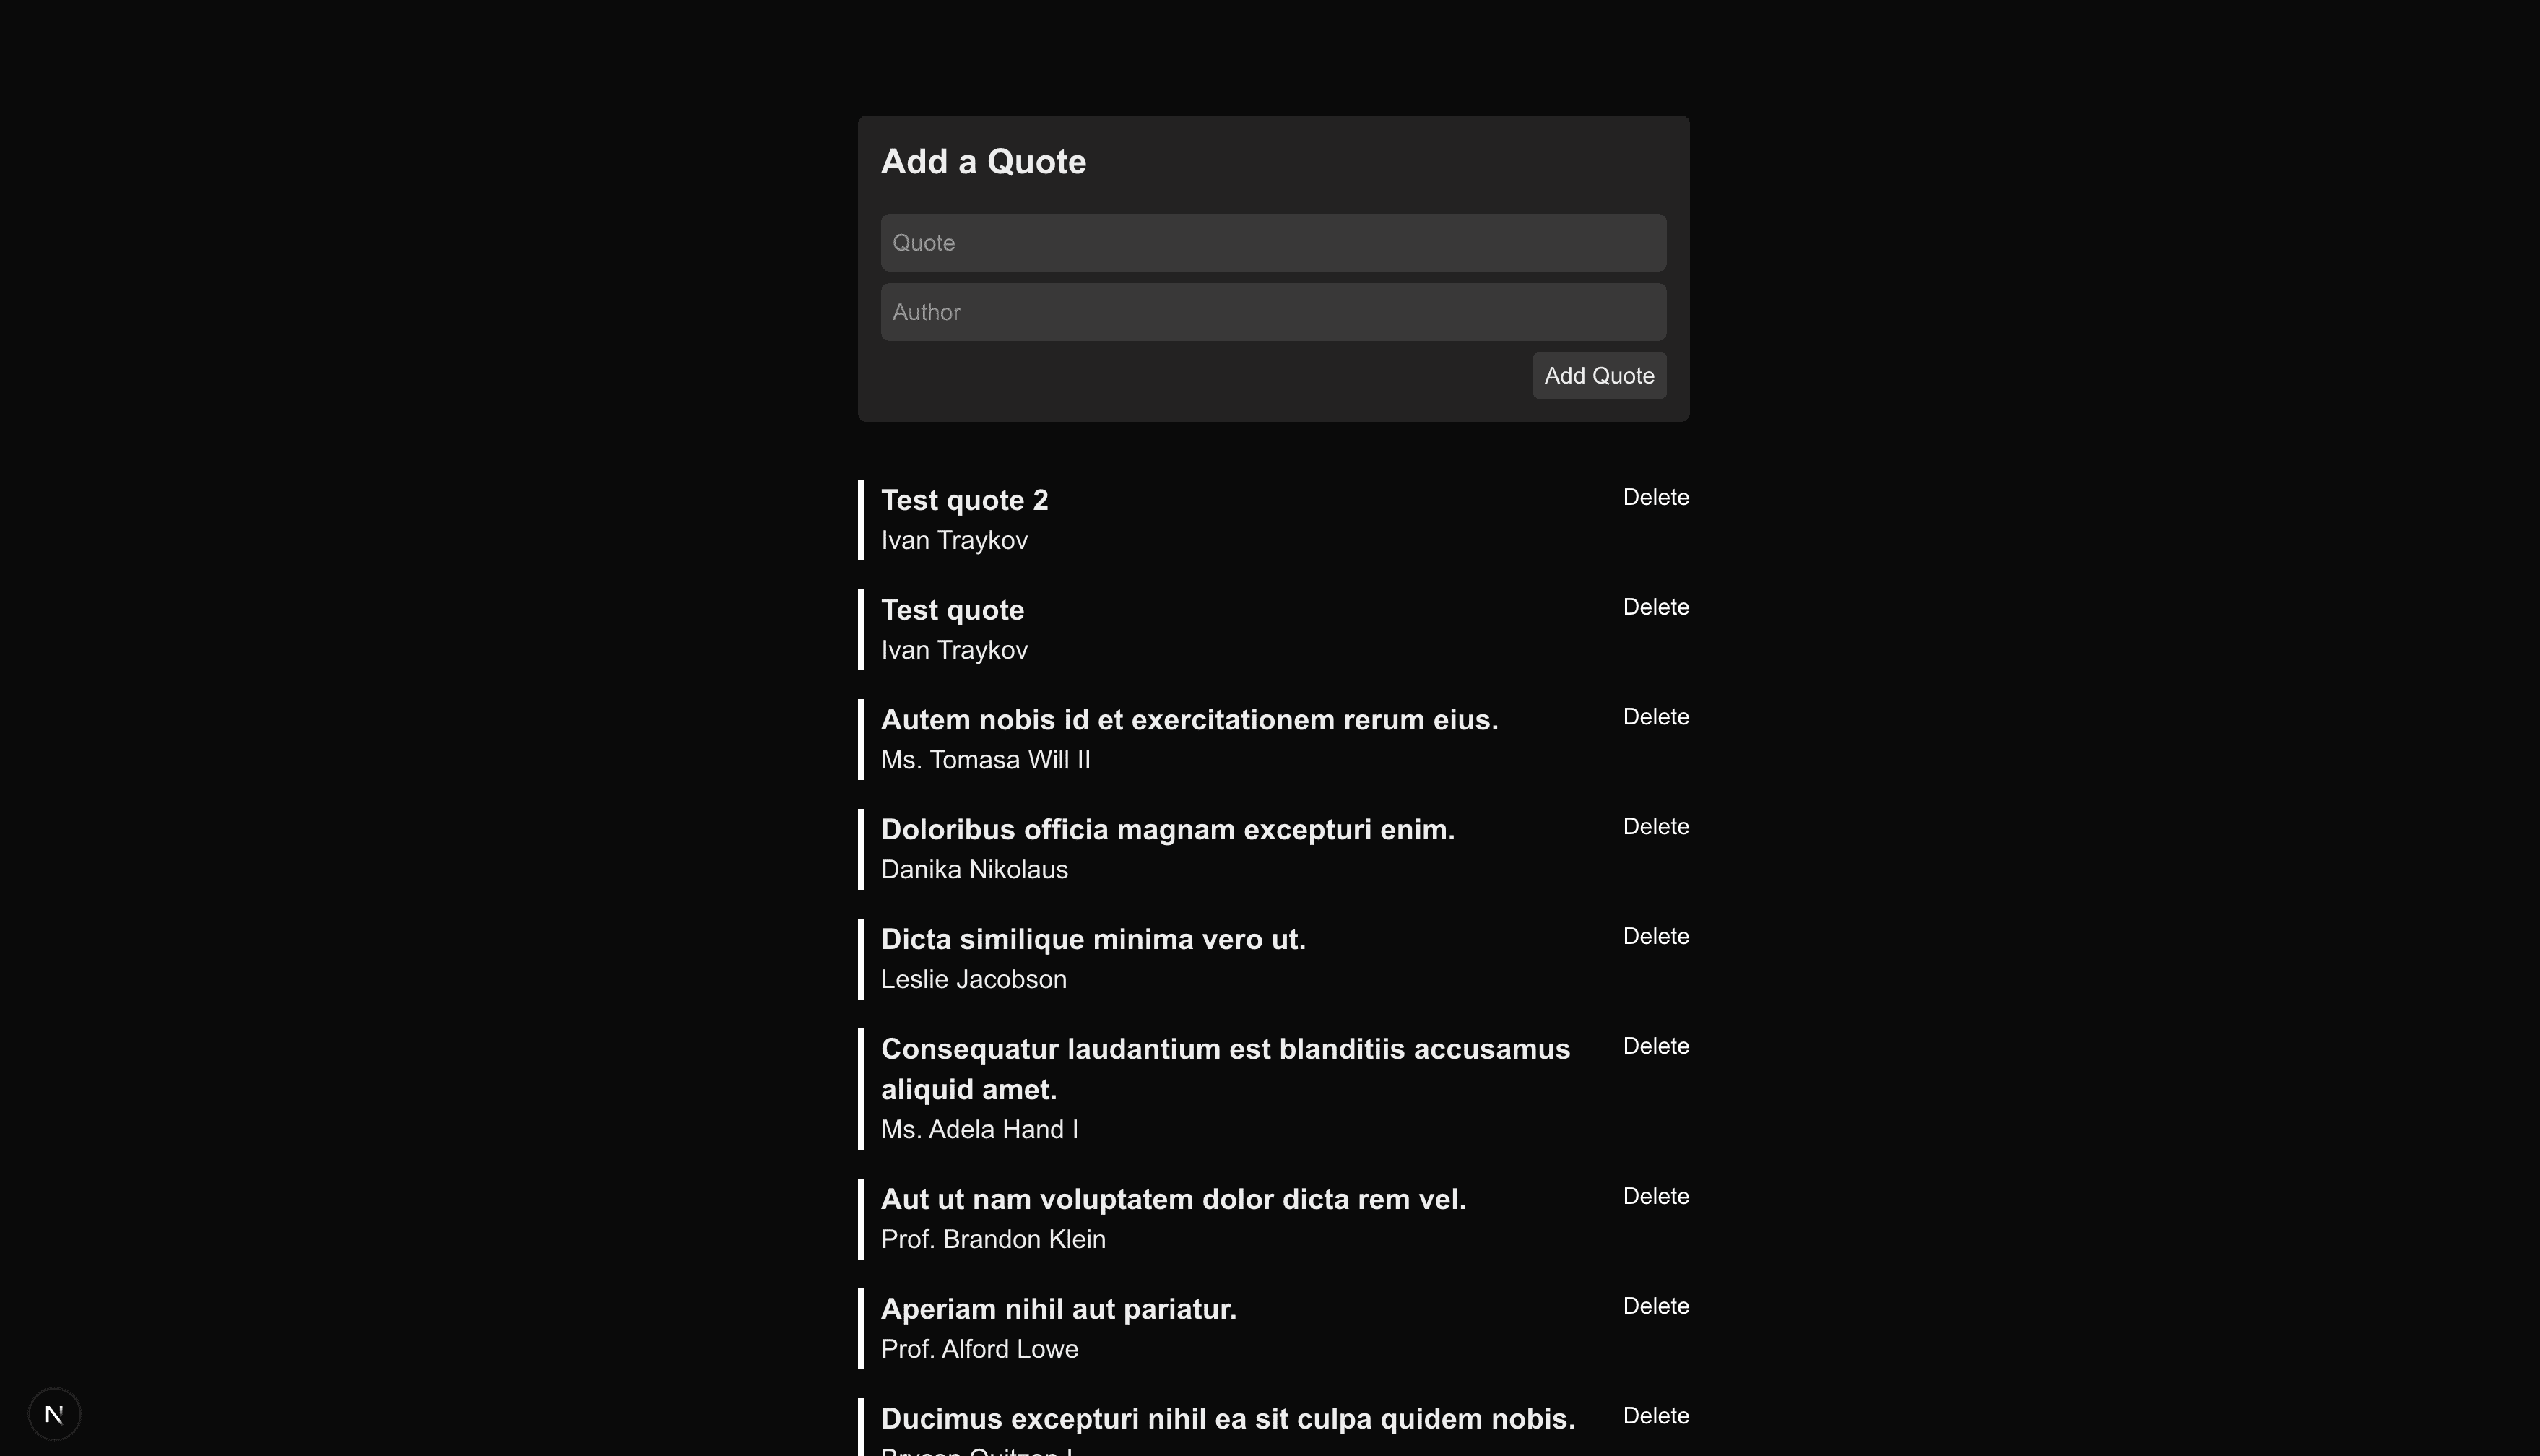 Add a Quote
Quote
Author
Add Quote
Test quote 2
Delete
Ivan Traykov
Test quote
Delete
Ivan Traykov
Autem nobis id et exercitationem rerum eius.
Delete
Ms. Tomasa Will II
Doloribus officia magnam excepturi enim.
Delete
Danika Nikolaus
Dicta similique minima vero ut.
Delete
Leslie Jacobson
Consequatur laudantium est blanditiis accusamus
Delete
aliquid amet.
Ms. Adela Hand I
Aut ut nam voluptatem dolor dicta rem vel.
Delete
Prof. Brandon Klein
Aperiam nihil aut pariatur.
Delete
Prof. Alford Lowe
Ducimus excepturi nihil ea sit culpa quidem nobis.
Delete
N